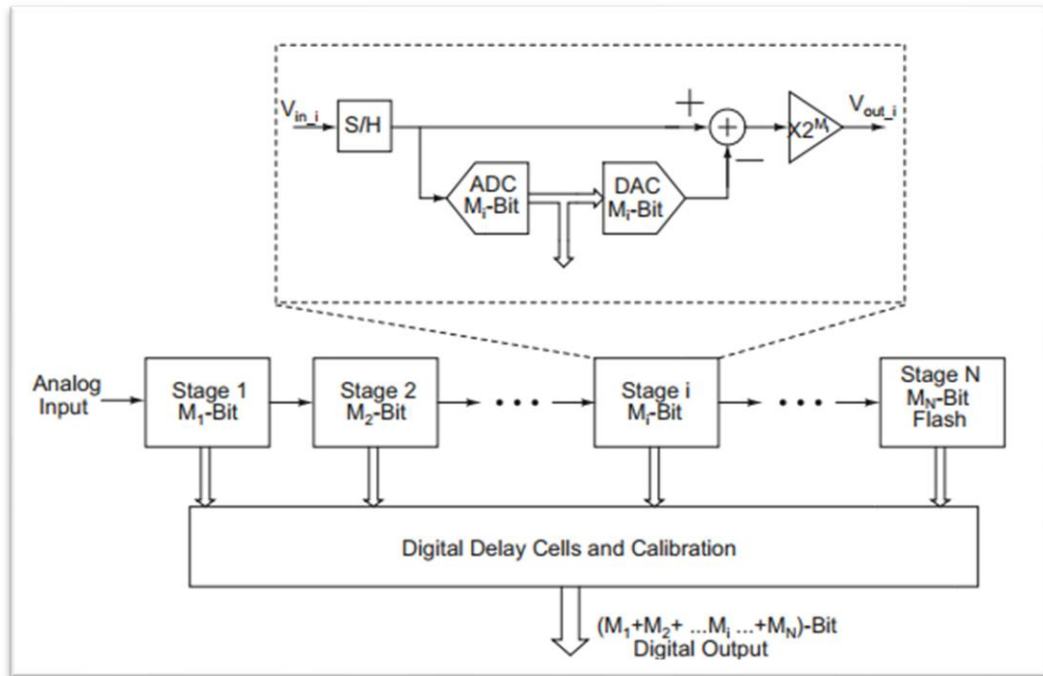 V_in_i
S/H
+
+
−
X2^Mi
V_out_i
ADC
M_i-Bit
DAC
M_i-Bit
Analog
Input
Stage 1
M_1-Bit
Stage 2
M_2-Bit
• • •
Stage i
M_i-Bit
• • •
Stage N
M_N-Bit
Flash
Digital Delay Cells and Calibration
(M_1+M_2+ ...M_i ...+M_N)-Bit
Digital Output